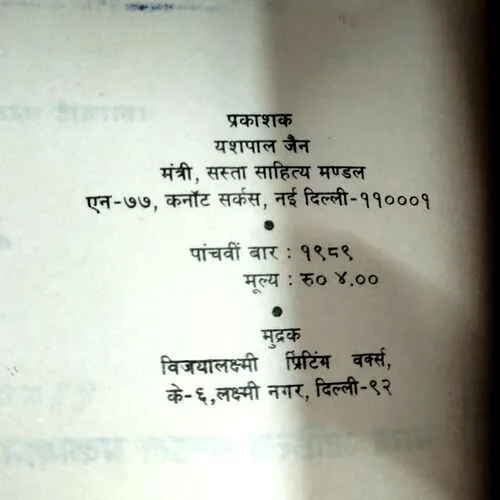 प्रकाशक
यशपाल जैन
मंत्री, सस्ता साहित्य मण्डल
एन-७७, कनॉट सर्कस, नई दिल्ली-११०००१
पांचवीं बार : १९८९
मूल्य : रु० ४.००
मुद्रक
विजयालक्ष्मी प्रिटिंग वर्क्स,
के-६,लक्ष्मी नगर, दिल्ली-९२